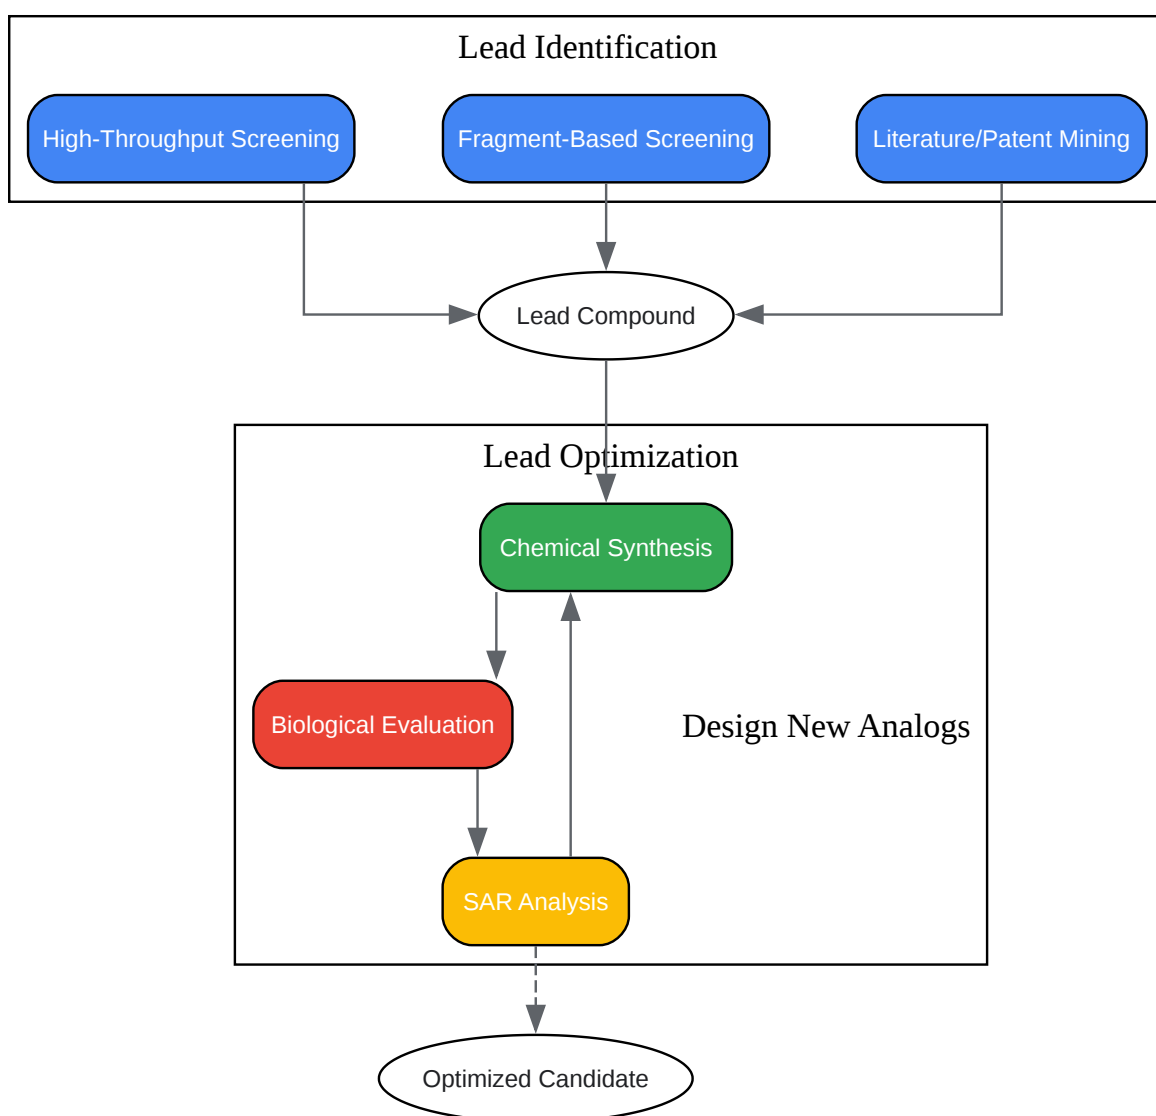 Lead Identification
High-Throughput Screening
Fragment-Based Screening
Literature/Patent Mining
Lead Compound
Lead Optimization
Chemical Synthesis
Biological Evaluation
Design New Analogs
SAR Analysis
Optimized Candidate